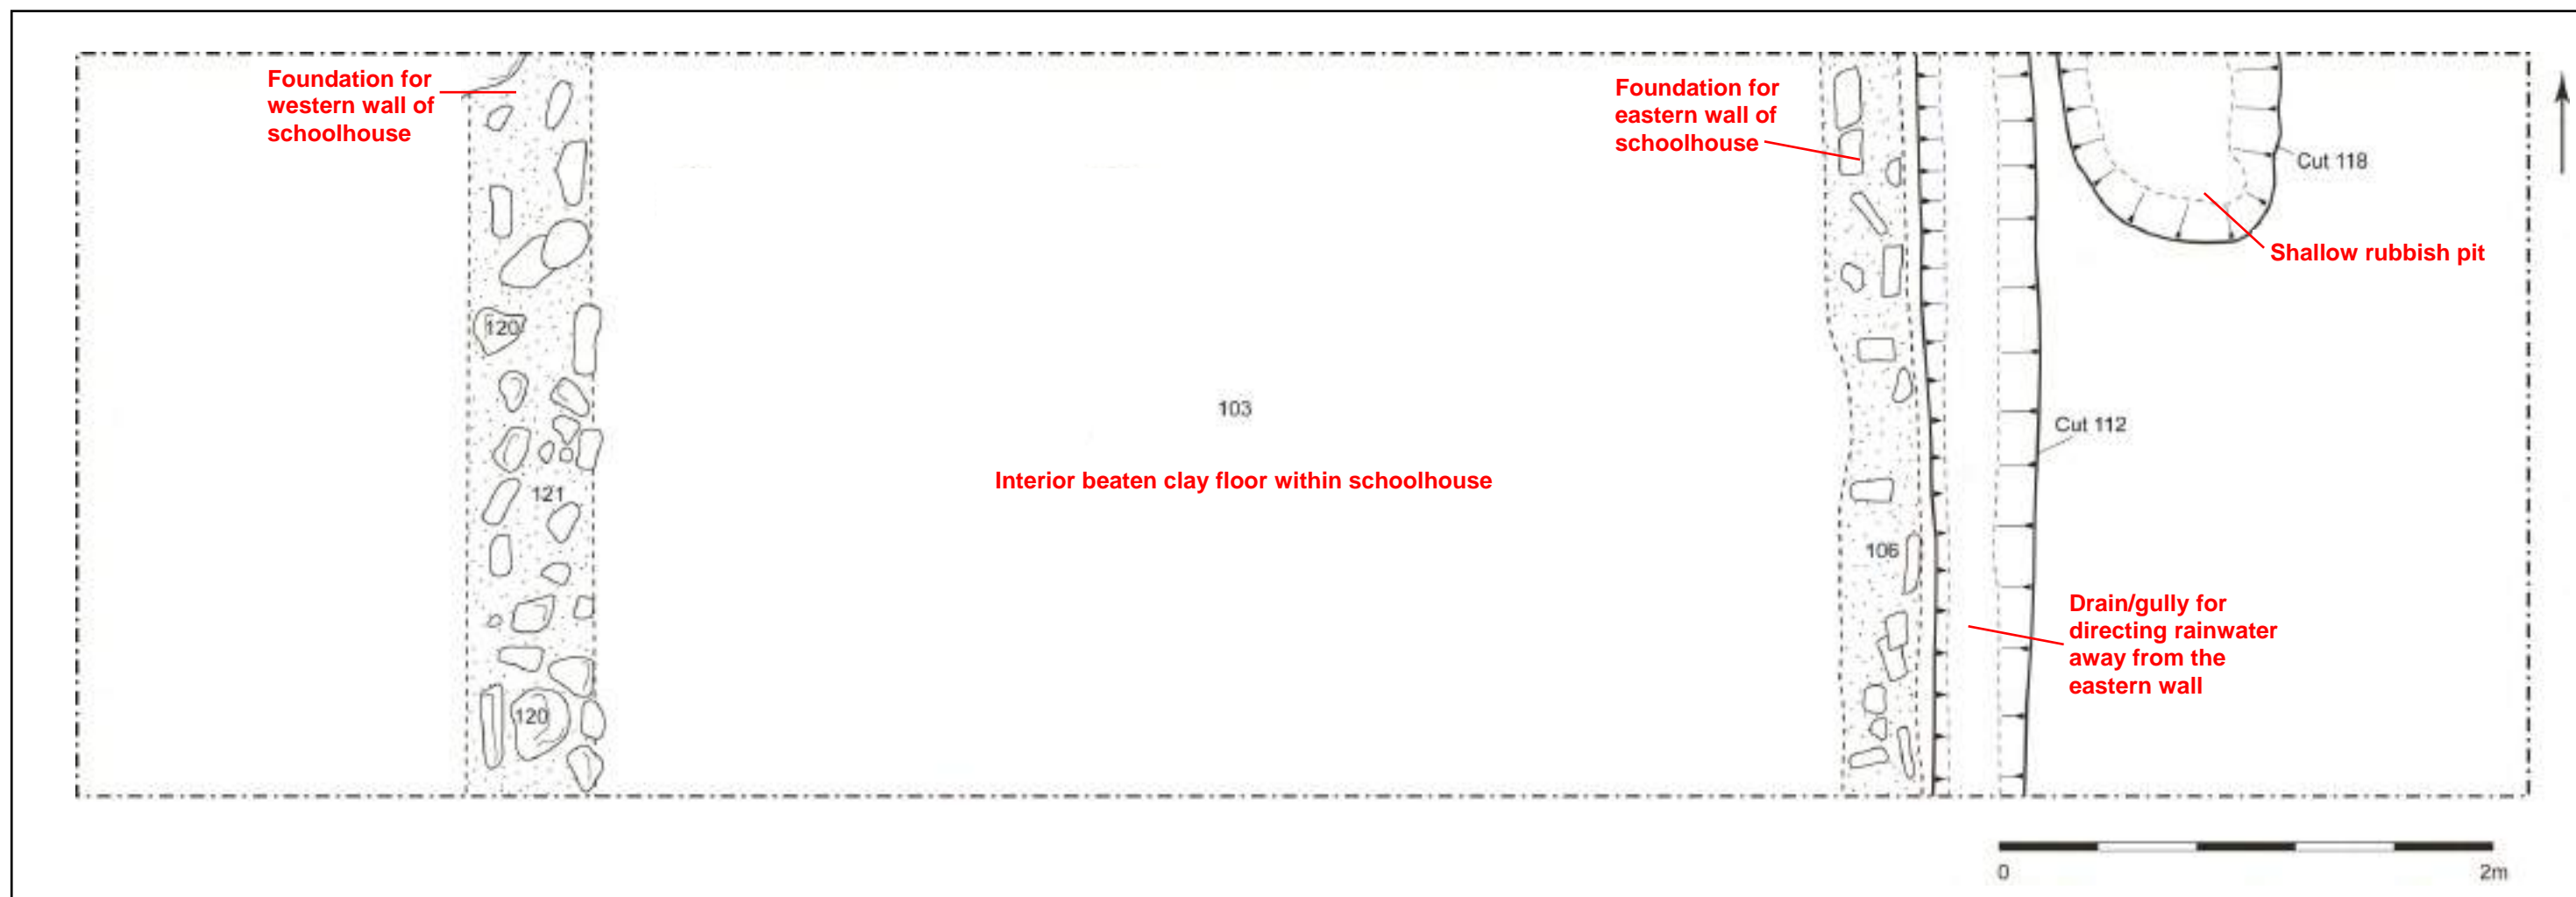 Foundation for
western wall of
schoolhouse
Foundation for
eastern wall of
schoolhouse
Cut 118
Shallow rubbish pit
120
103
Cut 112
Interior beaten clay floor within schoolhouse
121
106
Drain/gully for
directing rainwater
away from the
eastern wall
120
0
2m